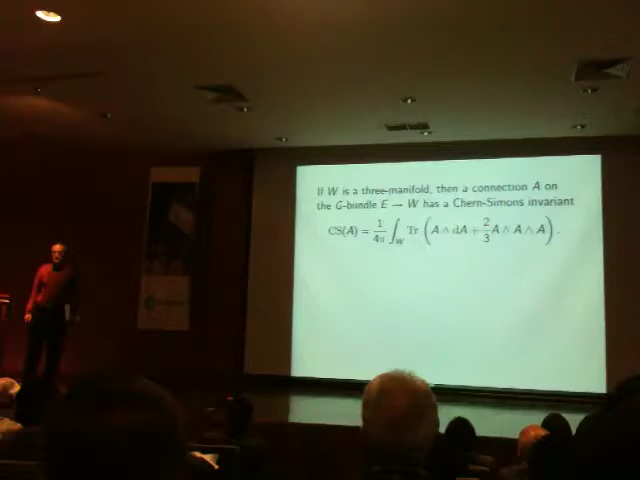 If W is a three-manifold, then a connection A on
the G-bundle E → W has a Chern-Simons invariant
CS(A) = 1/4π ∫_W Tr (A ∧ dA + 2/3 A ∧ A ∧ A).